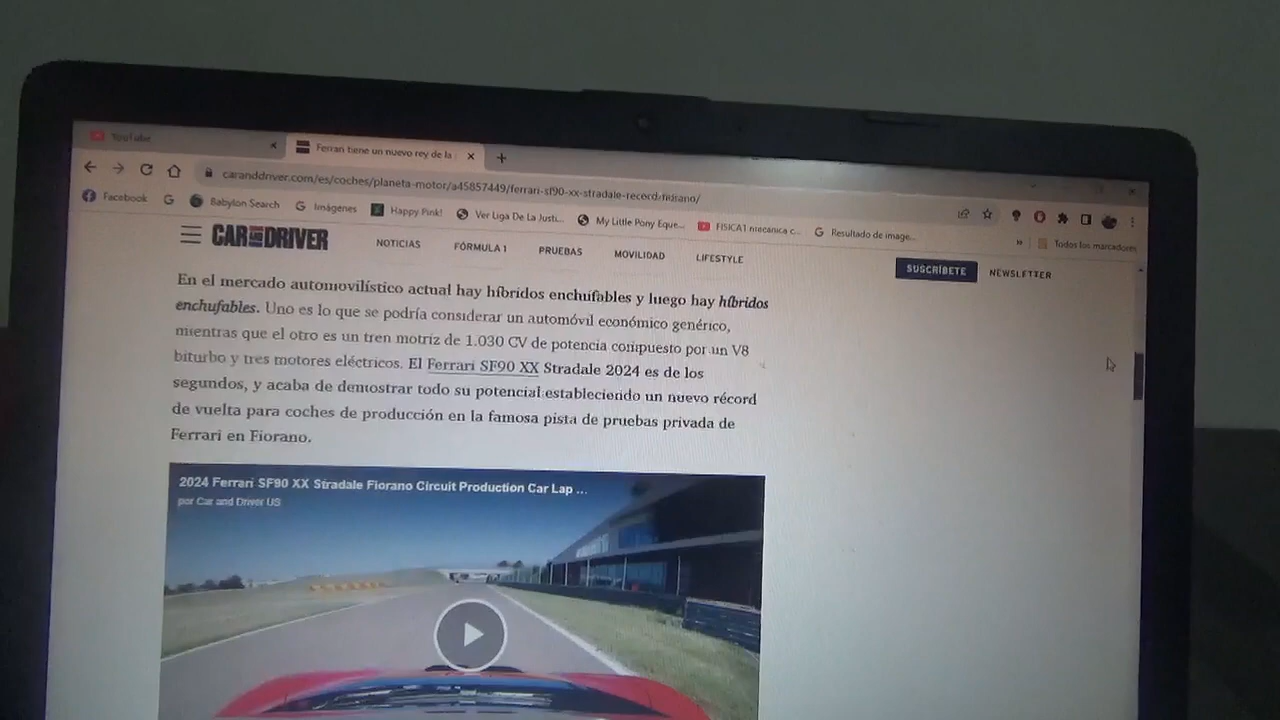 YouTube
Ferrari tiene un nuevo rey de la
caranddriver.com/es/coches/planeta-motor/a45857449/ferrari-sf90-xx-stradale-record-fiorano/
Facebook
Babylon Search
Imágenes
Happy Pink!
Ver Liga De La Justi...
My Little Pony Eque...
FISICA1 mecánica c...
Resultado de image...
»
Todos los marcadores
CAR AND DRIVER
NOTICIAS
FÓRMULA 1
PRUEBAS
MOVILIDAD
LIFESTYLE
SUSCRÍBETE
NEWSLETTER
En el mercado automovilístico actual hay híbridos enchufables y luego hay híbridos
enchufables. Uno es lo que se podría considerar un automóvil económico genérico,
mientras que el otro es un tren motriz de 1.030 CV de potencia compuesto por un V8
biturbo y tres motores eléctricos. El Ferrari SF90 XX Stradale 2024 es de los
segundos, y acaba de demostrar todo su potencial estableciendo un nuevo récord
de vuelta para coches de producción en la famosa pista de pruebas privada de
Ferrari en Fiorano.
2024 Ferrari SF90 XX Stradale Fiorano Circuit Production Car Lap ...
por Car and Driver US